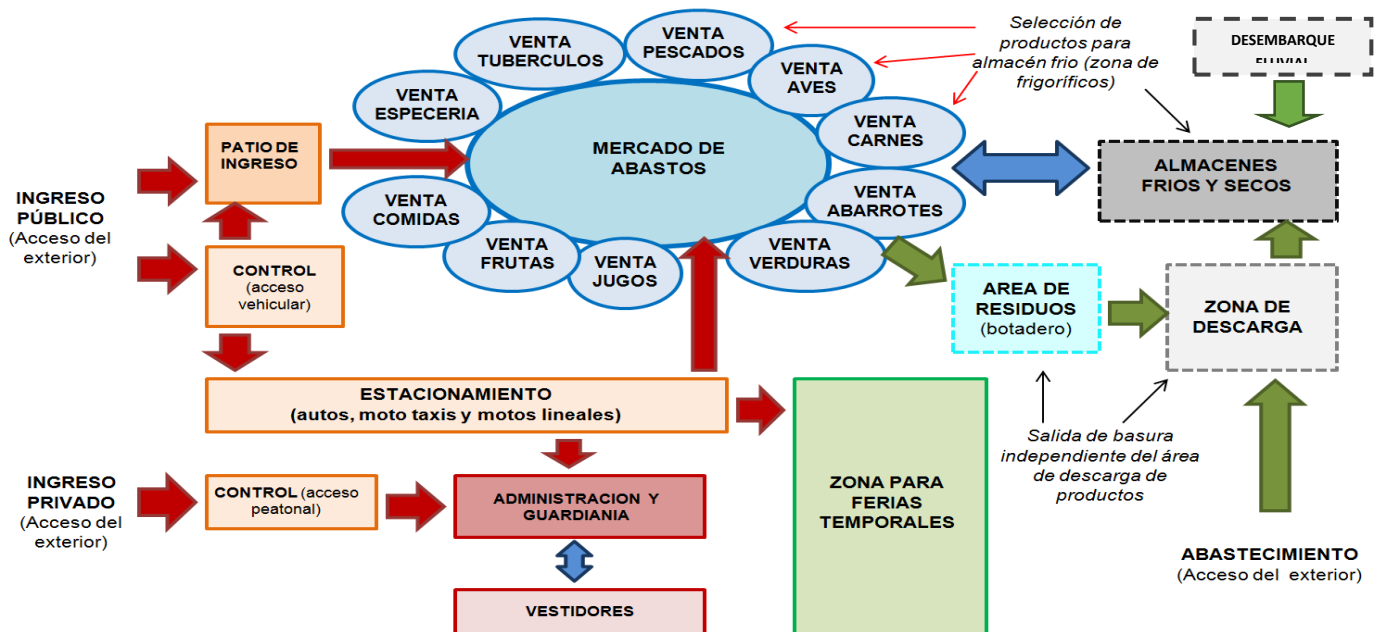 VENTA
TUBERCULOS
VENTA
PESCADOS
VENTA
AVES
VENTA
CARNES
VENTA
ABARROTES
VENTA
VERDURAS
VENTA
JUGOS
VENTA
FRUTAS
VENTA
COMIDAS
VENTA
ESPECERIA
MERCADO DE
ABASTOS
Selección de
productos para
almacén frio (zona de
frigoríficos)
DESEMBARQUE
FLUVIAL
ALMACENES
FRIOS Y SECOS
PATIO DE
INGRESO
INGRESO
PÚBLICO
(Acceso del
exterior)
CONTROL
(acceso
vehicular)
AREA DE
RESIDUOS
(botadero)
ZONA DE
DESCARGA
ESTACIONAMIENTO
(autos, moto taxis y motos lineales)
Salida de basura
independiente del área
de descarga de
productos
INGRESO
PRIVADO
(Acceso del
exterior)
CONTROL (acceso
peatonal)
ADMINISTRACION Y
GUARDIANIA
ZONA PARA
FERIAS
TEMPORALES
ABASTECIMIENTO
(Acceso del exterior)
VESTIDORES